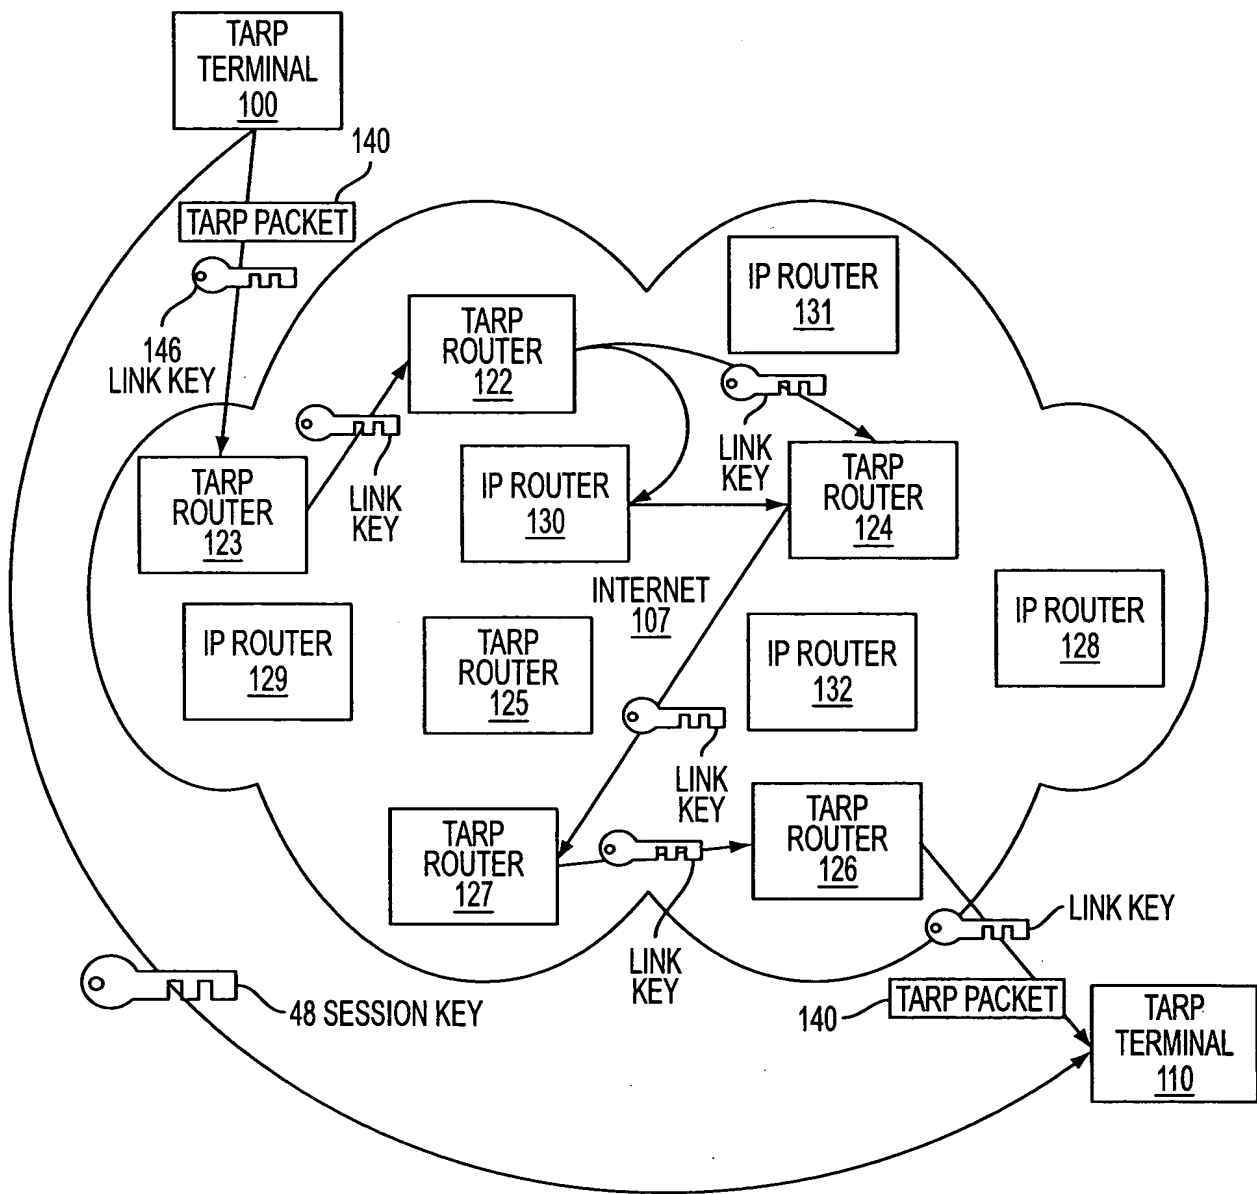 TARP
TERMINAL
100
140
TARP PACKET
146
LINK KEY
TARP
ROUTER
122
IP ROUTER
131
LINK
KEY
LINK
KEY
TARP
ROUTER
123
IP ROUTER
130
TARP
ROUTER
124
INTERNET
107
IP ROUTER
129
TARP
ROUTER
125
IP ROUTER
132
IP ROUTER
128
LINK
KEY
TARP
ROUTER
127
TARP
ROUTER
126
LINK
KEY
LINK KEY
48 SESSION KEY
140
TARP PACKET
TARP
TERMINAL
110